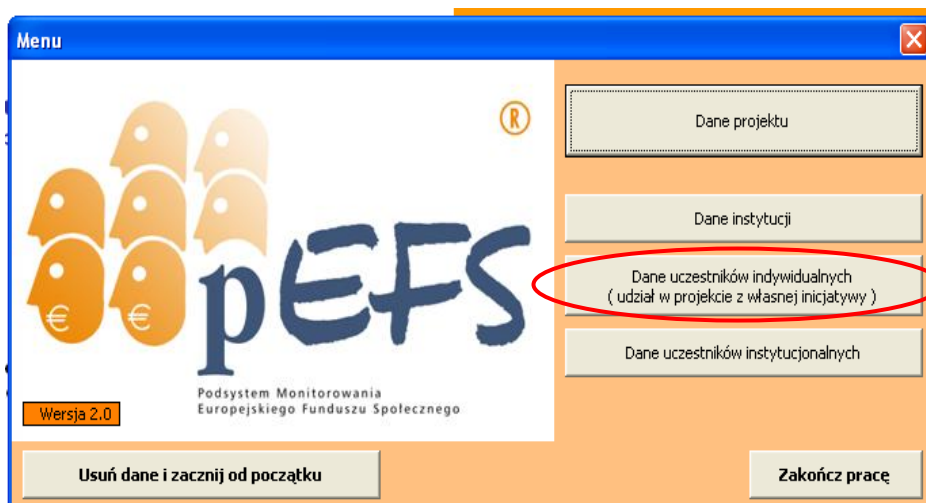 Menu
®
pEFS
Podsystem Monitorowania
Europejskiego Funduszu Społecznego
Wersja 2.0
Dane projektu
Dane instytucji
Dane uczestników indywidualnych
( udział w projekcie z własnej inicjatywy )
Dane uczestników instytucjonalnych
Usuń dane i zacznij od początku
Zakończ pracę